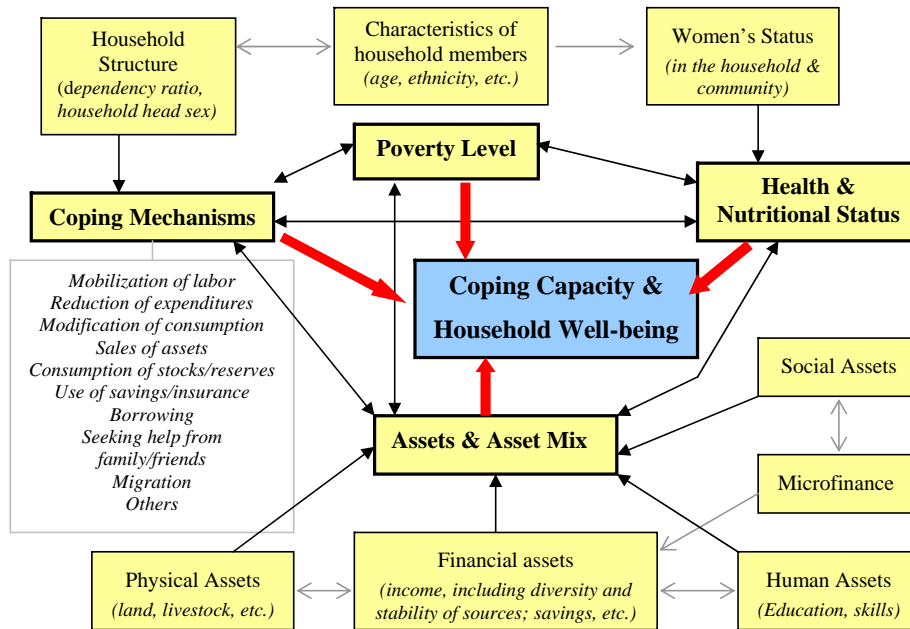 Household
Structure
(dependency ratio,
household head sex)
Characteristics of
household members
(age, ethnicity, etc.)
Women's Status
(in the household &
community)
Poverty Level
Health &
Nutritional Status
Coping Mechanisms
Mobilization of labor
Reduction of expenditures
Modification of consumption
Sales of assets
Consumption of stocks/reserves
Use of savings/insurance
Borrowing
Seeking help from
family/friends
Migration
Others
Coping Capacity &
Household Well-being
Social Assets
Assets & Asset Mix
Microfinance
Physical Assets
(land, livestock, etc.)
Financial assets
(income, including diversity and
stability of sources; savings, etc.)
Human Assets
(Education, skills)